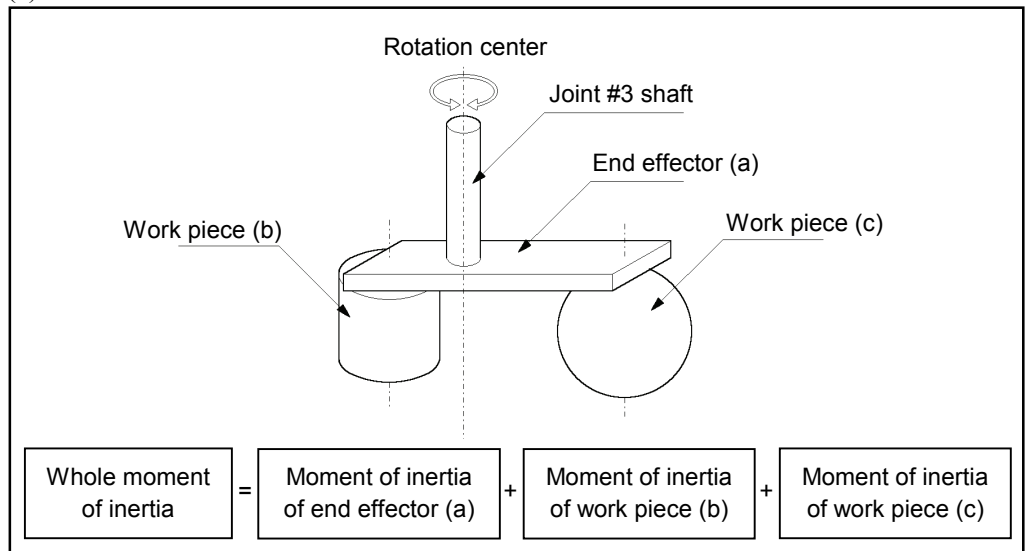 Rotation center
Joint #3 shaft
End effector (a)
Work piece (b)
Work piece (c)
Whole moment
of inertia
=
Moment of inertia
of end effector (a)
+
Moment of inertia
of work piece (b)
+
Moment of inertia
of work piece (c)